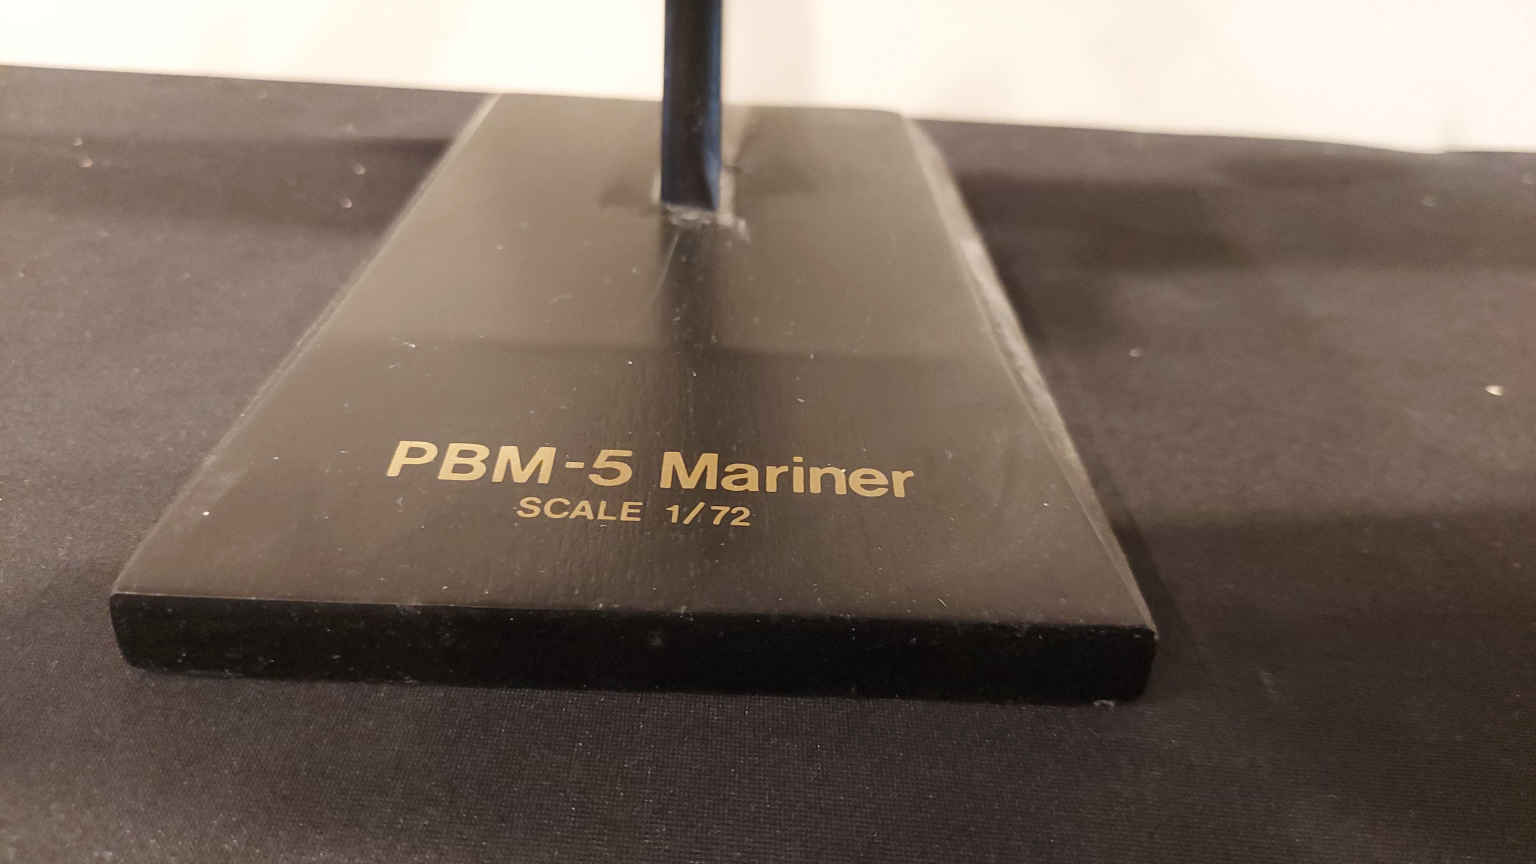 PBM-5 Mariner
SCALE 1/72